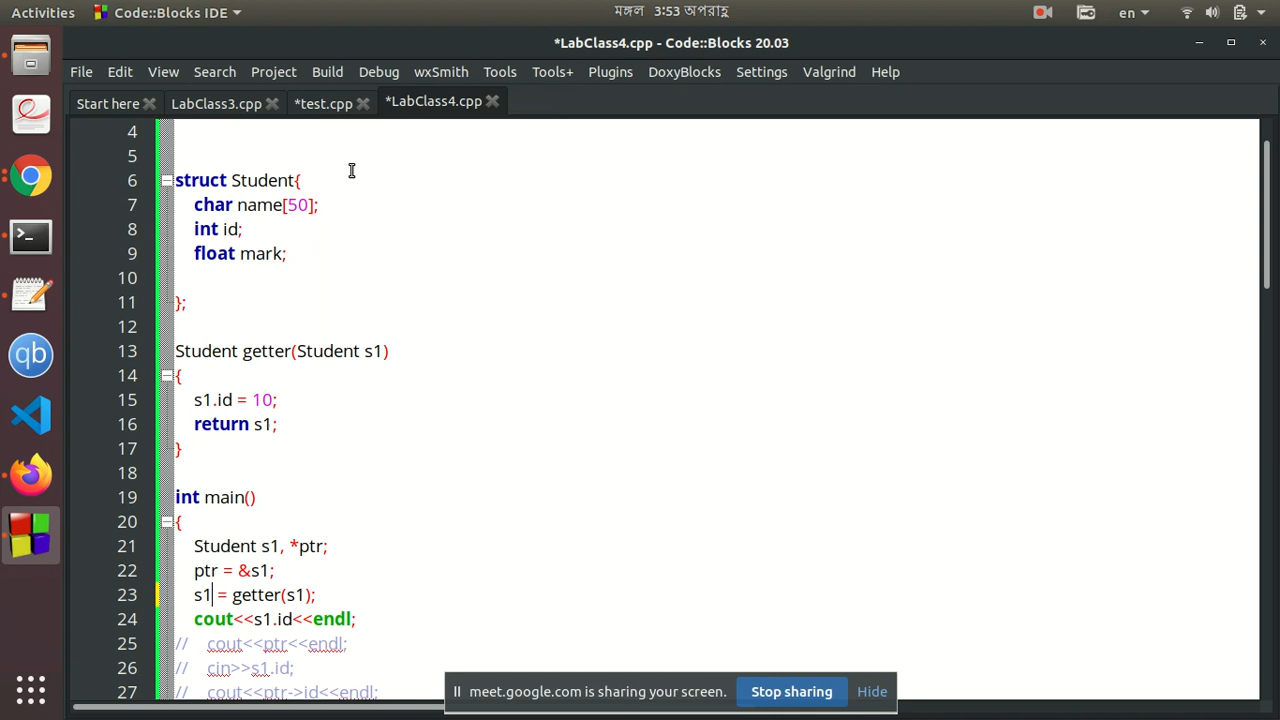 Activities Code::Blocks IDE মঙ্গল 3:53 অপরাহ্ণ en
*LabClass4.cpp - Code::Blocks 20.03
File Edit View Search Project Build Debug wxSmith Tools Tools+ Plugins DoxyBlocks Settings Valgrind Help
Start here LabClass3.cpp *test.cpp *LabClass4.cpp
4
5
6 struct Student{
7 char name[50];
8 int id;
9 float mark;
10
11 };
12
13 Student getter(Student s1)
14 {
15 s1.id = 10;
16 return s1;
17 }
18
19 int main()
20 {
21 Student s1, *ptr;
22 ptr = &s1;
23 s1 = getter(s1);
24 cout<<s1.id<<endl;
25 // cout<<ptr<<endl;
26 // cin>>s1.id;
27 // cout<<ptr->id<<endl;
meet.google.com is sharing your screen. Stop sharing Hide
qb